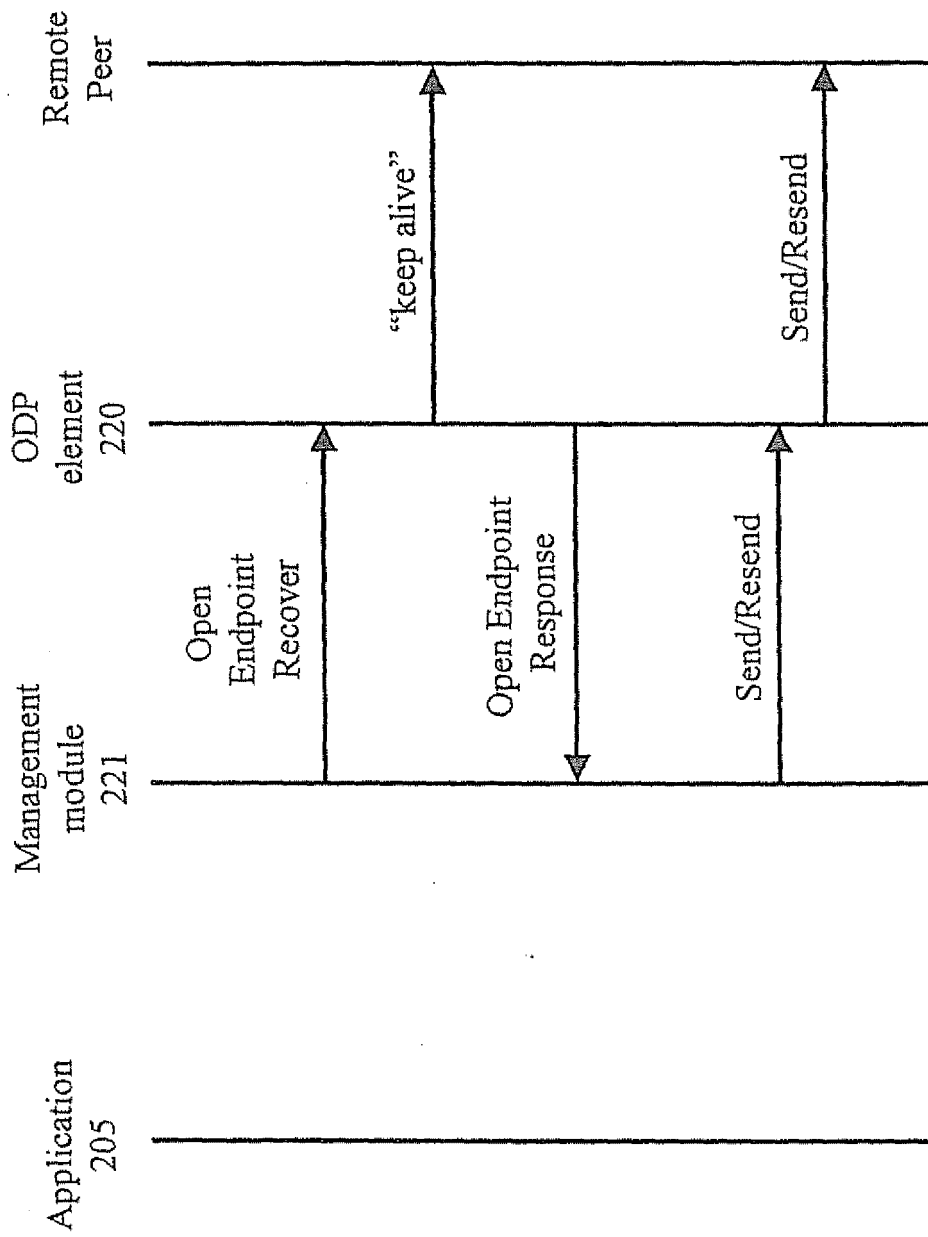 Application
205
Management
module
221
ODP
element
220
Remote
Peer
Open
Endpoint
Recover
“keep alive”
Open Endpoint
Response
Send/Resend
Send/Resend